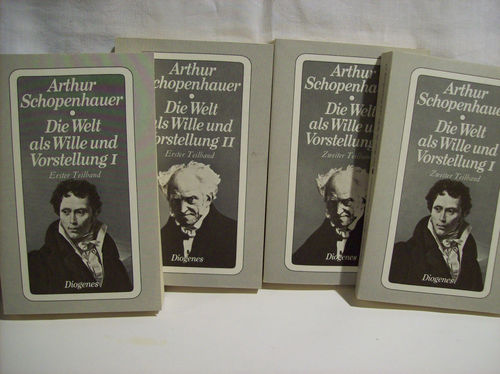 Arthur
Schopenhauer
Die Welt
als Wille und
Vorstellung I
Erster Teilband
Diogenes
Arthur
Schopenhauer
Die Welt
als Wille und
Vorstellung II
Erster Teilband
Diogenes
Arthur
Schopenhauer
Die Welt
als Wille und
Vorstellung
Zweiter Teilband
Diogenes
Arthur
Schopenhauer
Die Welt
als Wille und
Vorstellung I
Zweiter Teilband
Diogenes